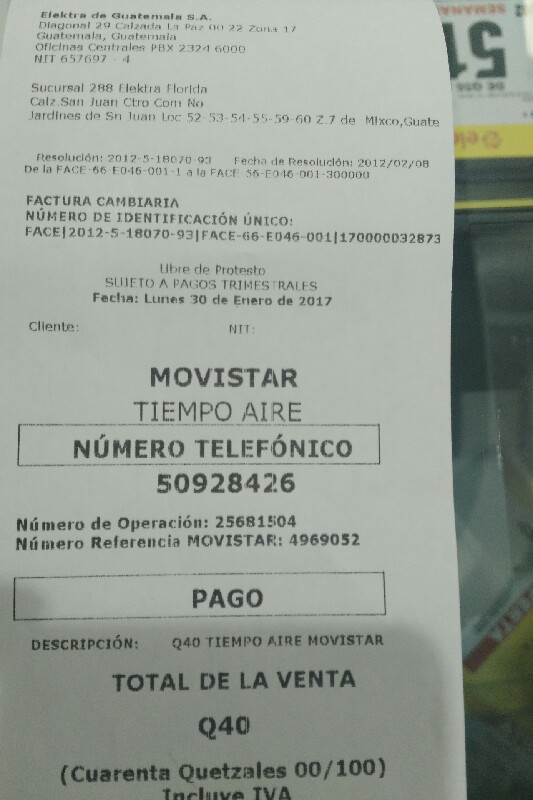 Elektra de Guatemala S.A.
Diagonal 29 Calzada La Paz 00 22 Zona 17
Guatemala, Guatemala
Oficinas Centrales PBX 2324 6000
NIT 657697 - 4
Sucursal 288 Elektra Florida
Calz.San Juan Ctro Com No
Jardines de Sn Juan Loc 52-53-54-55-59-60 Z.7 de Mixco,Guate
Resolución: 2012-5-18070-93 Fecha de Resolución: 2012/02/08
De la FACE-66-E046-001-1 a la FACE 56-E046-001-300000
FACTURA CAMBIARIA
NÚMERO DE IDENTIFICACIÓN ÚNICO:
FACE|2012-5-18070-93|FACE-66-E046-001|170000032873
Libre de Protesto
SUJETO A PAGOS TRIMESTRALES
Fecha: Lunes 30 de Enero de 2017
Cliente: NIT:
MOVISTAR
TIEMPO AIRE
NÚMERO TELEFÓNICO
50928426
Número de Operación: 25681504
Número Referencia MOVISTAR: 4969052
PAGO
DESCRIPCIÓN: Q40 TIEMPO AIRE MOVISTAR
TOTAL DE LA VENTA
Q40
(Cuarenta Quetzales 00/100)
Incluye IVA
51
SEMANAS